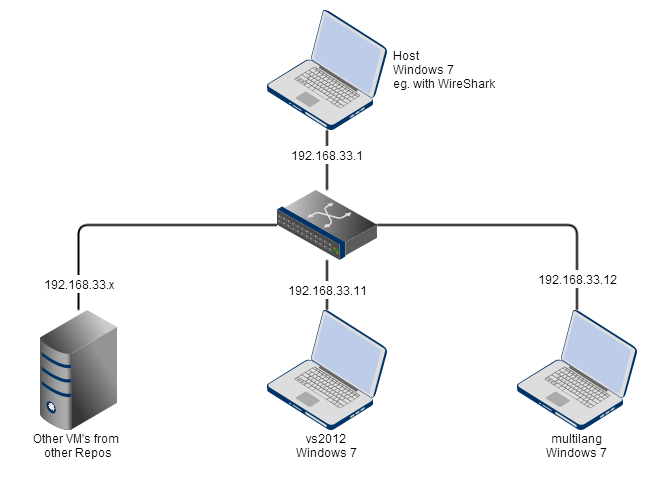 Host
Windows 7
eg. with WireShark
192.168.33.1
192.168.33.x
192.168.33.11
192.168.33.12
Other VM's from
other Repos
vs2012
Windows 7
multilang
Windows 7